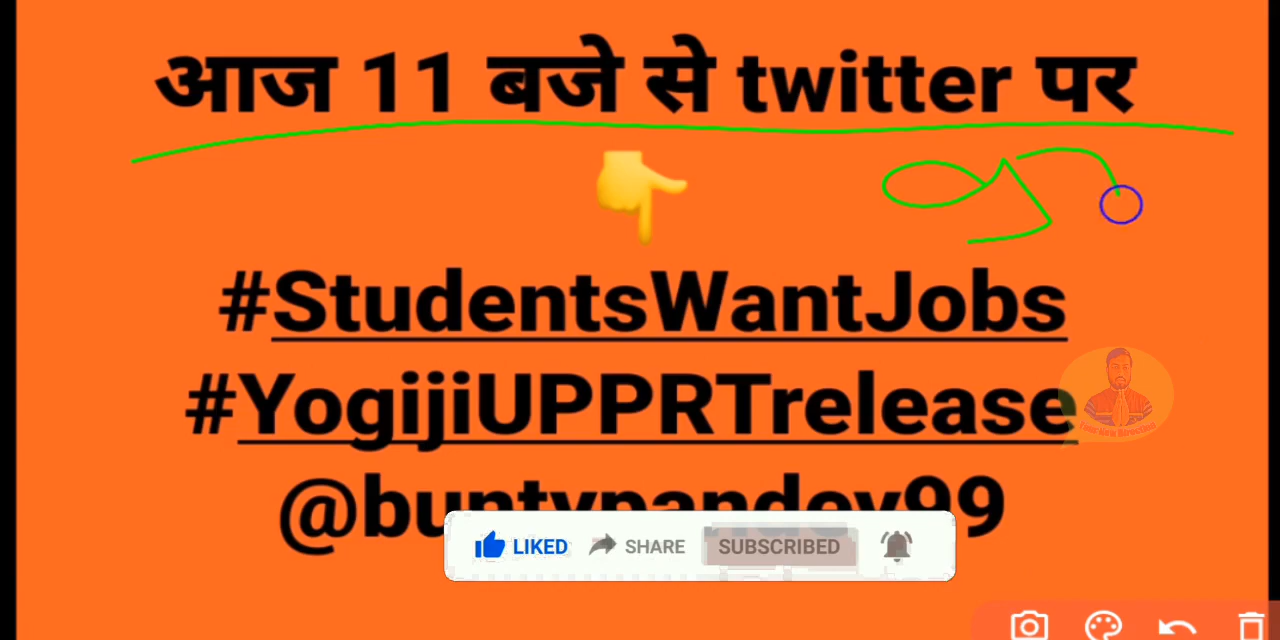 आज 11 बजे से twitter पर
#StudentsWantJobs
#YogijiUPPRTrelease
@buntypandey99
LIKED SHARE SUBSCRIBED